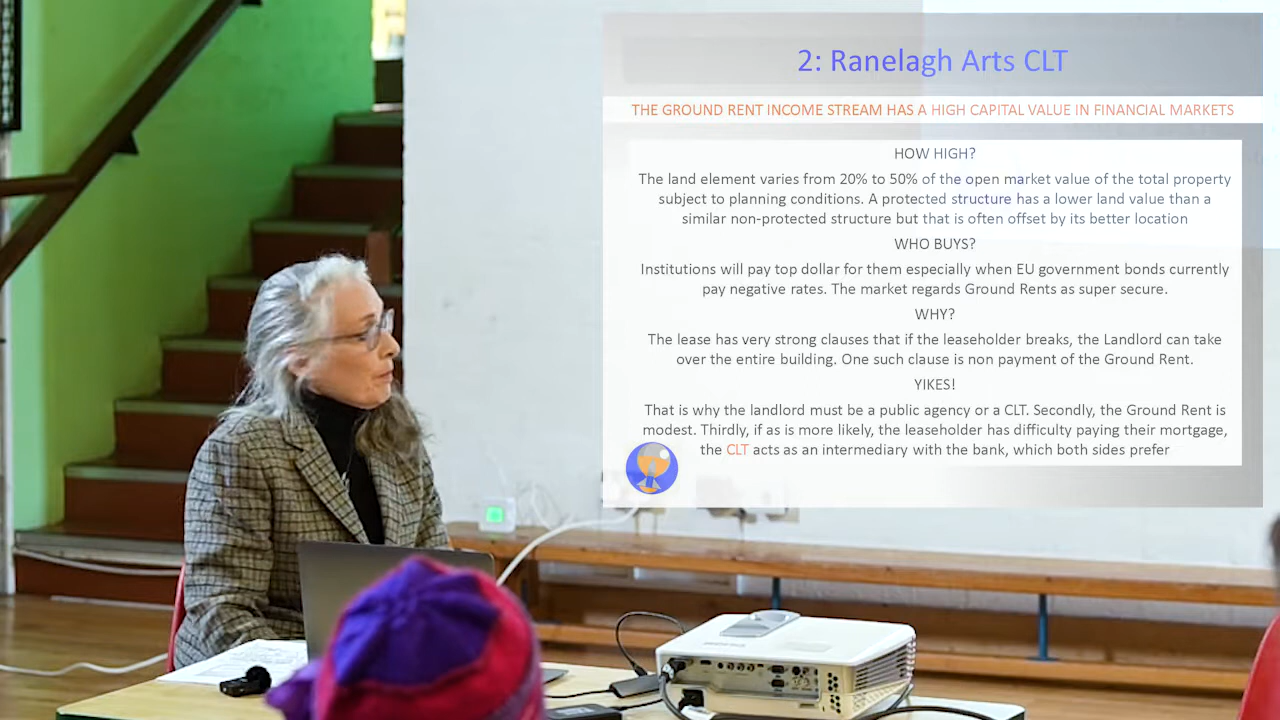 2: Ranelagh Arts CLT
THE GROUND RENT INCOME STREAM HAS A HIGH CAPITAL VALUE IN FINANCIAL MARKETS
HOW HIGH?
The land element varies from 20% to 50% of the open market value of the total property
subject to planning conditions. A protected structure has a lower land value than a
similar non-protected structure but that is often offset by its better location
WHO BUYS?
Institutions will pay top dollar for them especially when EU government bonds currently
pay negative rates. The market regards Ground Rents as super secure.
WHY?
The lease has very strong clauses that if the leaseholder breaks, the Landlord can take
over the entire building. One such clause is non payment of the Ground Rent.
YIKES!
That is why the landlord must be a public agency or a CLT. Secondly, the Ground Rent is
modest. Thirdly, if as is more likely, the leaseholder has difficulty paying their mortgage,
the CLT acts as an intermediary with the bank, which both sides prefer